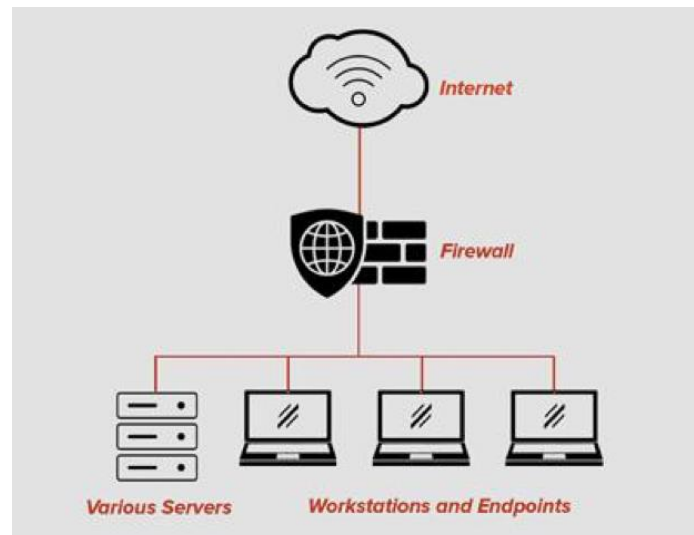 Internet
Firewall
Various Servers
Workstations and Endpoints